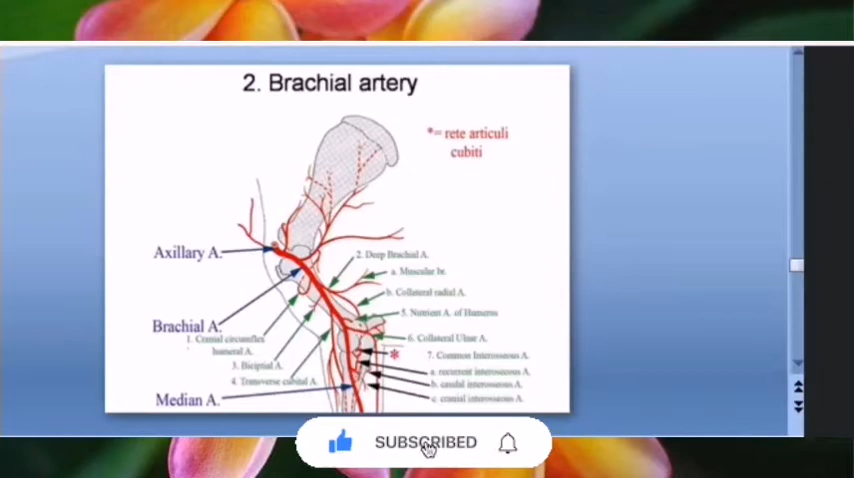 2. Brachial artery
*= rete articuli
cubiti
Axillary A.
2. Deep Brachial A.
a. Muscular br.
b. Collateral radial A.
5. Nutrient A. of Humerus
Brachial A.
1. Cranial circumflex
humeral A.
6. Collateral Ulnar A.
*
7. Common Interosseous A.
3. Bicipital A.
a. recurrent interosseous A.
4. Transverse cubital A.
b. caudal interosseous A.
Median A.
c. cranial interosseous A.
SUBSCRIBED